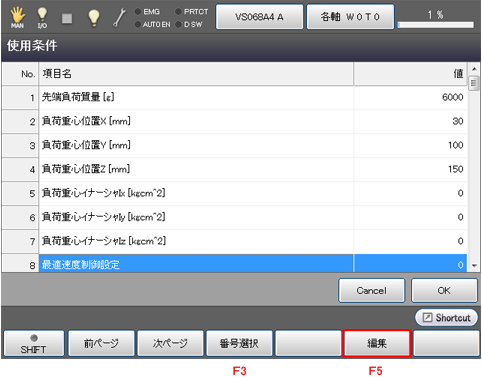 MAN I/O EMG PRTCT AUTO EN D SW VS068A4 A 各軸 W0T0 1 %
使用条件
No. 項目名 値
1 先端負荷質量 [g] 6000
2 負荷重心位置X [mm] 30
3 負荷重心位置Y [mm] 100
4 負荷重心位置Z [mm] 150
5 負荷重心イナーシャIx [kgcm^2] 0
6 負荷重心イナーシャIy [kgcm^2] 0
7 負荷重心イナーシャIz [kgcm^2] 0
8 最適速度制御設定 0
Cancel OK
Shortcut
SHIFT 前ページ 次ページ 番号選択 編集
F3 F5